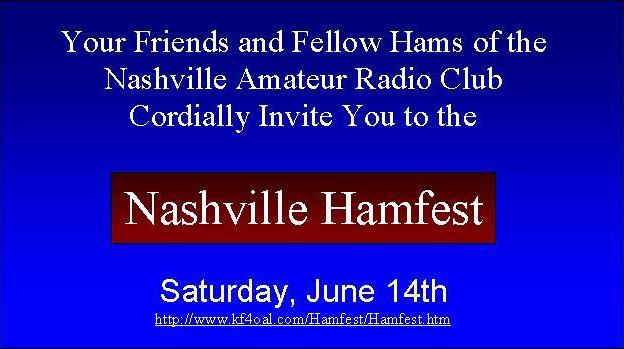 Your Friends and Fellow Hams of the
Nashville Amateur Radio Club
Cordially Invite You to the
Nashville Hamfest
Saturday, June 14th
http://www.kf4oal.com/Hamfest/Hamfest.htm